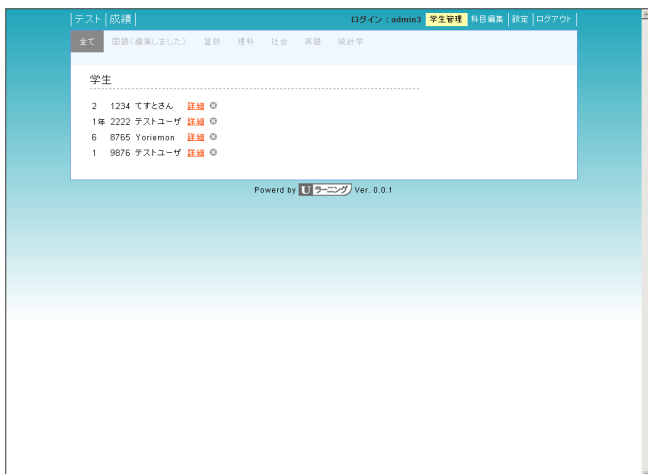 テスト 成績 ログイン：admin3 学生管理 科目編集 設定 ログアウト
全て 国語(編集しました) 算数 理科 社会 英語 統計学
学生
2 1234 てすとさん 詳細
1年 2222 テストユーザ 詳細
6 8765 Yoriemon 詳細
1 9876 テストユーザ 詳細
Powerd by Uラーニング Ver. 0.0.1